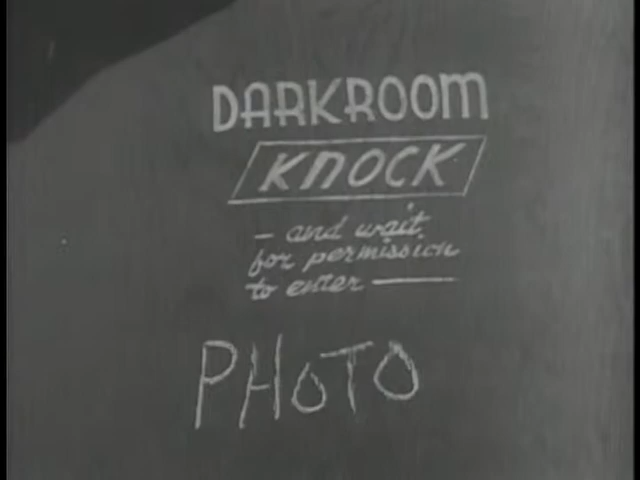 DARKROOM
KNOCK
- and wait
for permission
to enter -
PHOTO